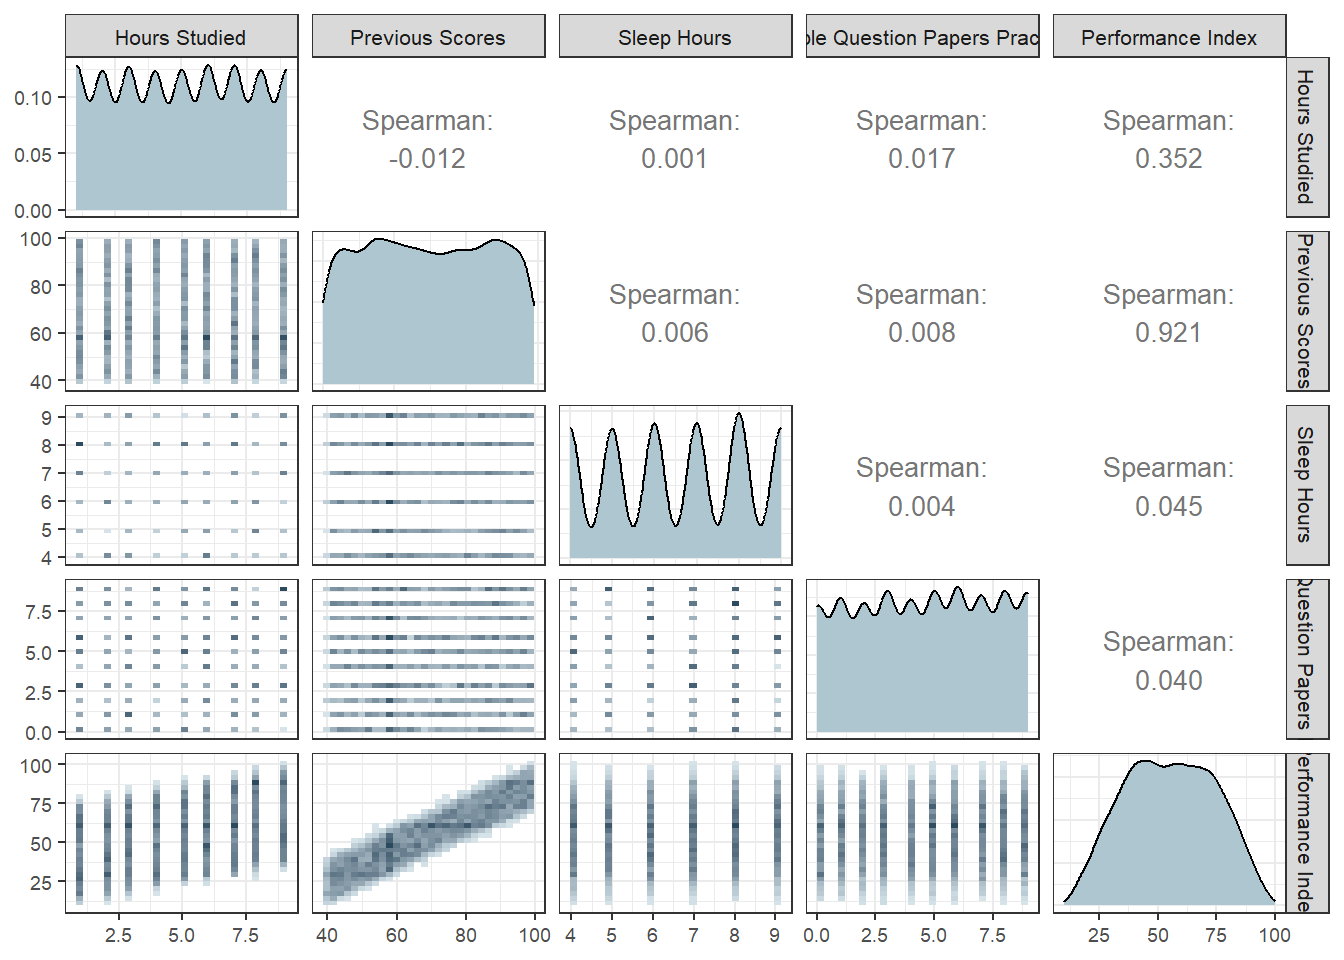 Hours Studied
Previous Scores
Sleep Hours
ple Question Papers Prac
Performance Index
0.10
0.05
0.00
Spearman:
-0.012
Spearman:
0.001
Spearman:
0.017
Spearman:
0.352
Hours Studied
100
80
60
40
Spearman:
0.006
Spearman:
0.008
Spearman:
0.921
Previous Scores
9
8
7
6
5
4
Spearman:
0.004
Spearman:
0.045
Sleep Hours
7.5
5.0
2.5
0.0
Spearman:
0.040
Question Papers
100
75
50
25
Performance Inde
2.5
5.0
7.5
40
60
80
100
4
5
6
7
8
9
0.0
2.5
5.0
7.5
25
50
75
100